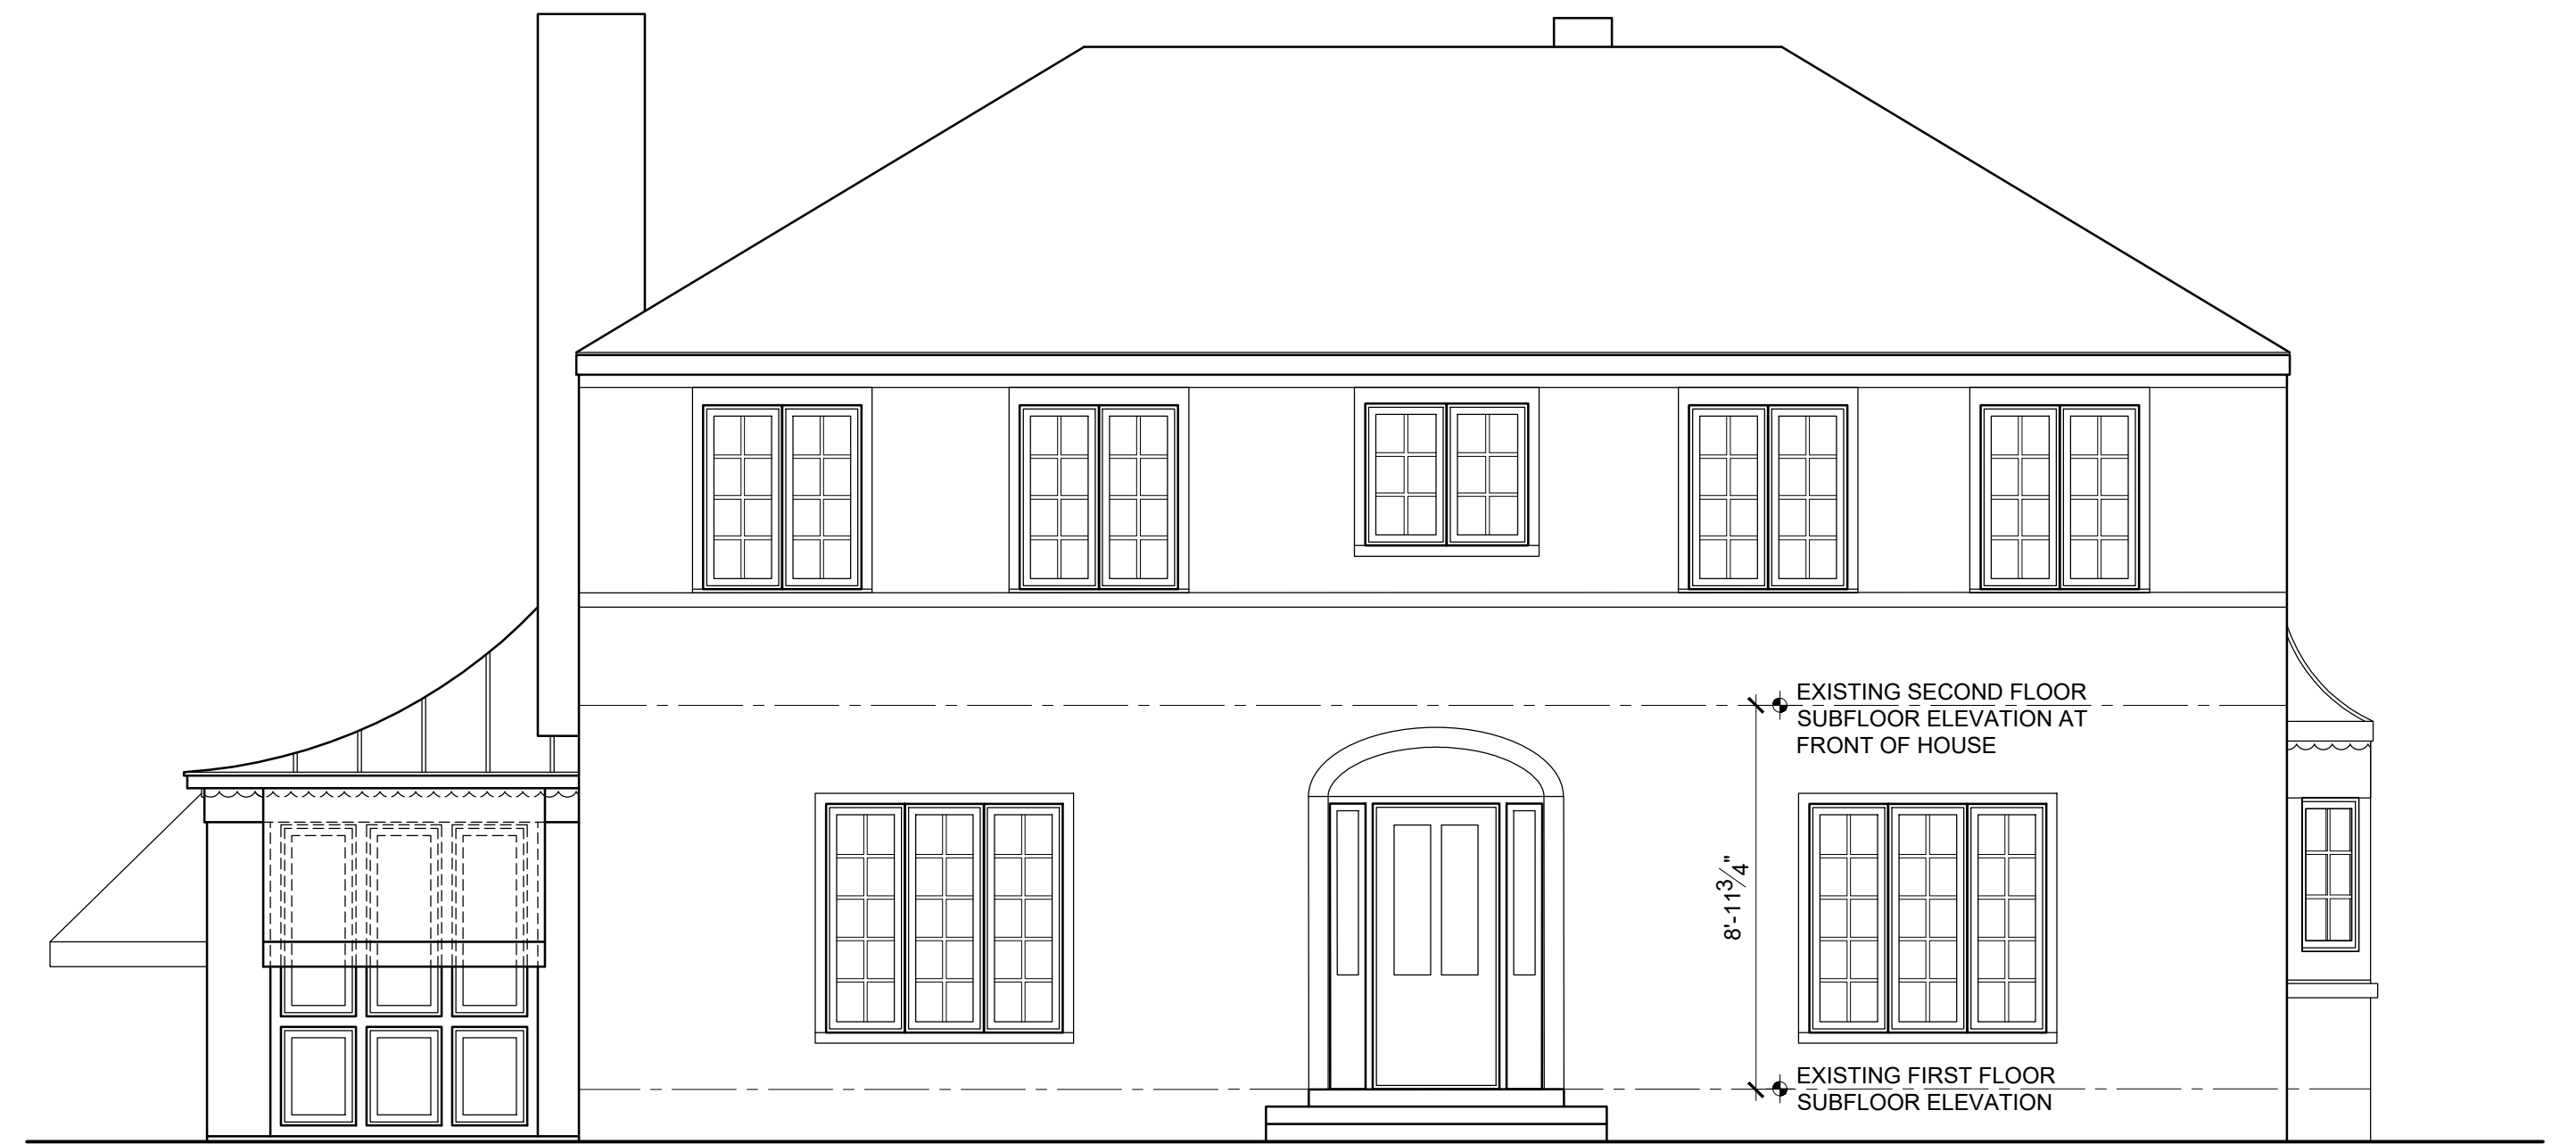 EXISTING SECOND FLOOR
SUBFLOOR ELEVATION AT
FRONT OF HOUSE
8'-11 3/4"
EXISTING FIRST FLOOR
SUBFLOOR ELEVATION